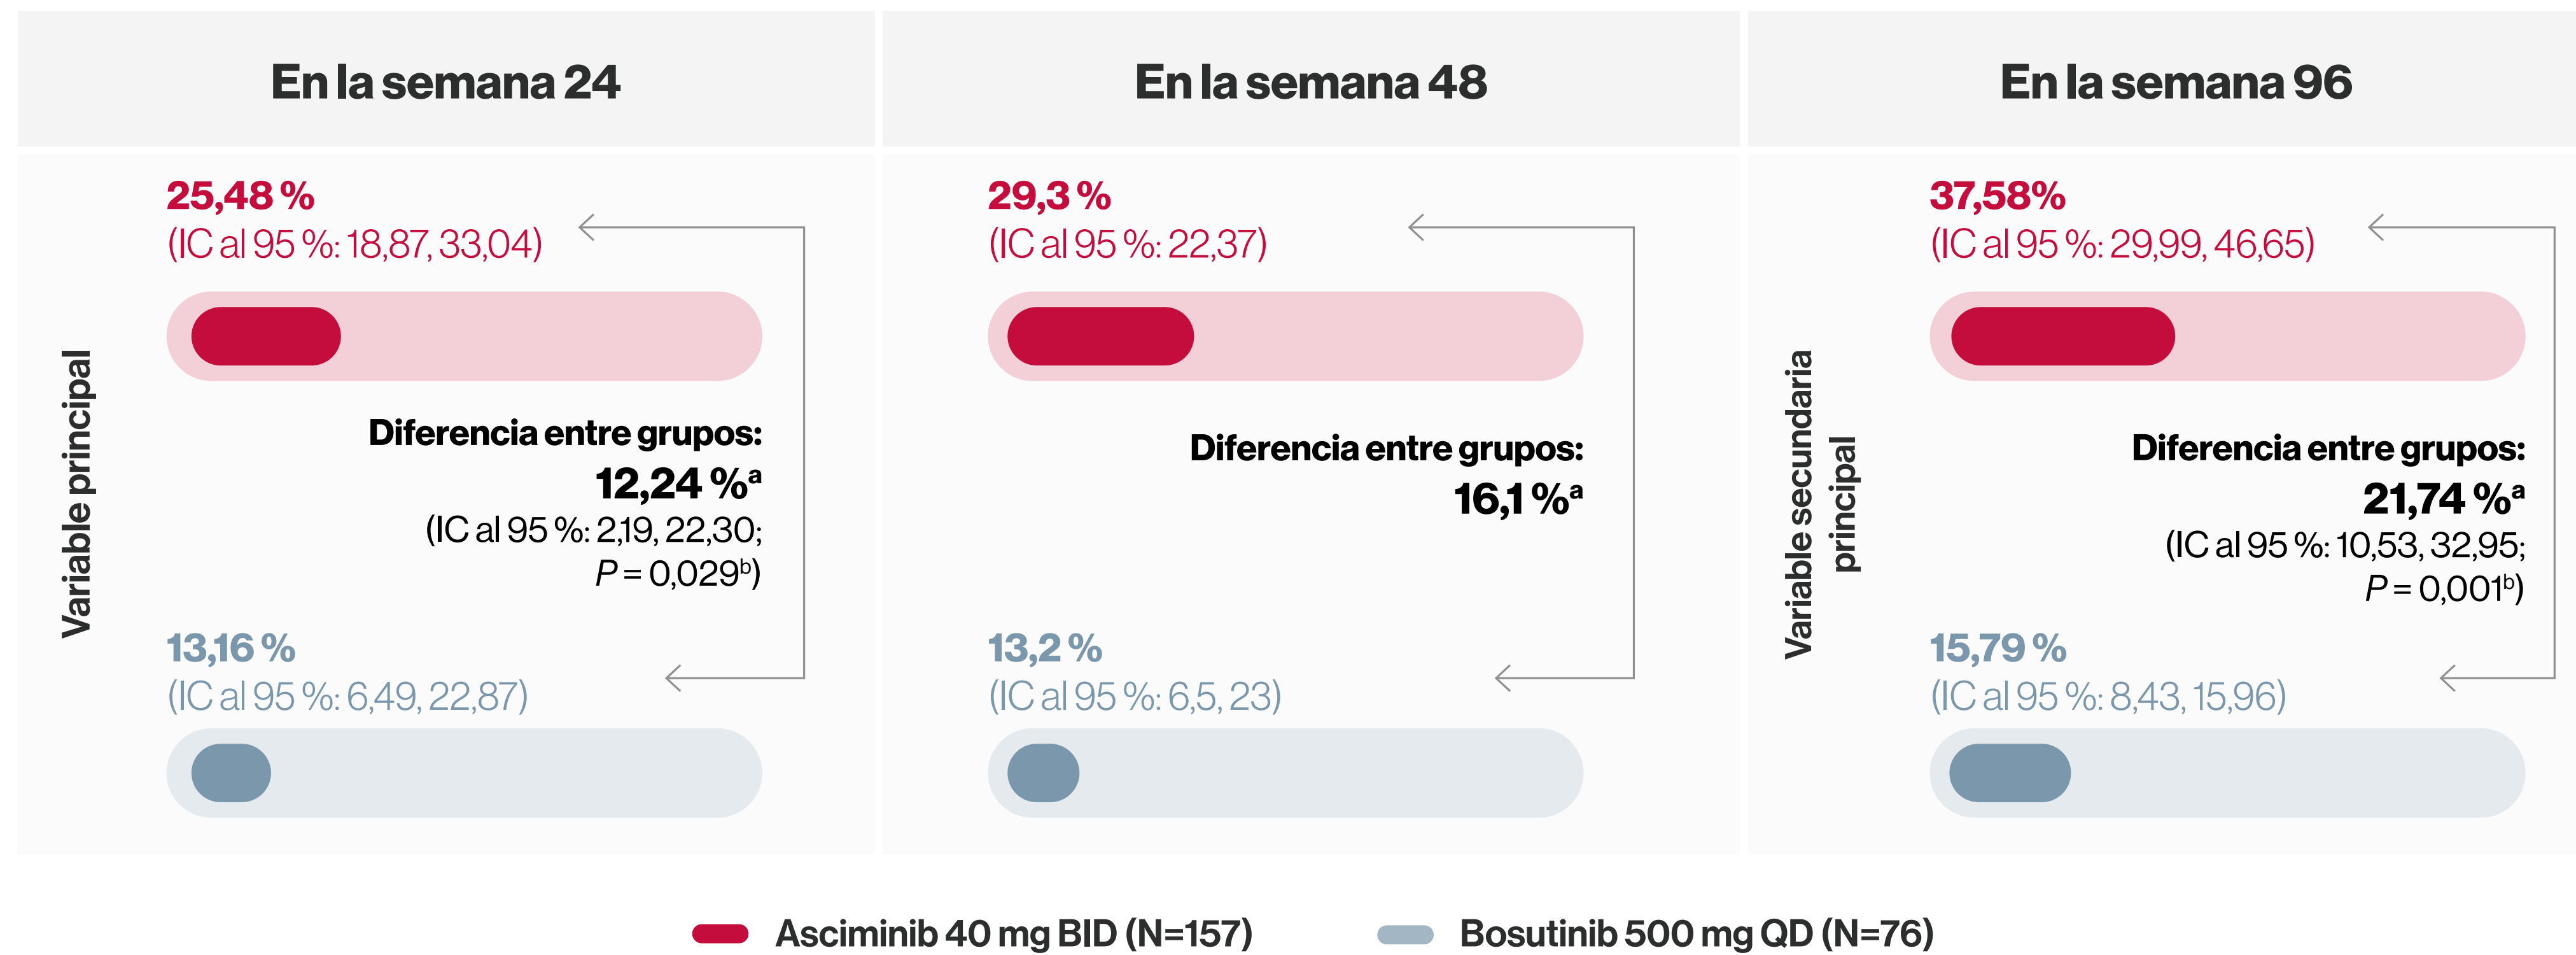 En la semana 24
En la semana 48
En la semana 96
Variable principal
25,48 %
(IC al 95 %: 18,87, 33,04)
Diferencia entre grupos:
12,24 %ª
(IC al 95 %: 2,19, 22,30;
P = 0,029ᵇ)
13,16 %
(IC al 95 %: 6,49, 22,87)
29,3 %
(IC al 95 %: 22,37)
Diferencia entre grupos:
16,1 %ª
13,2 %
(IC al 95 %: 6,5, 23)
Variable secundaria
principal
37,58%
(IC al 95 %: 29,99, 46,65)
Diferencia entre grupos:
21,74 %ª
(IC al 95 %: 10,53, 32,95;
P = 0,001ᵇ)
15,79 %
(IC al 95 %: 8,43, 15,96)
Asciminib 40 mg BID (N=157)
Bosutinib 500 mg QD (N=76)